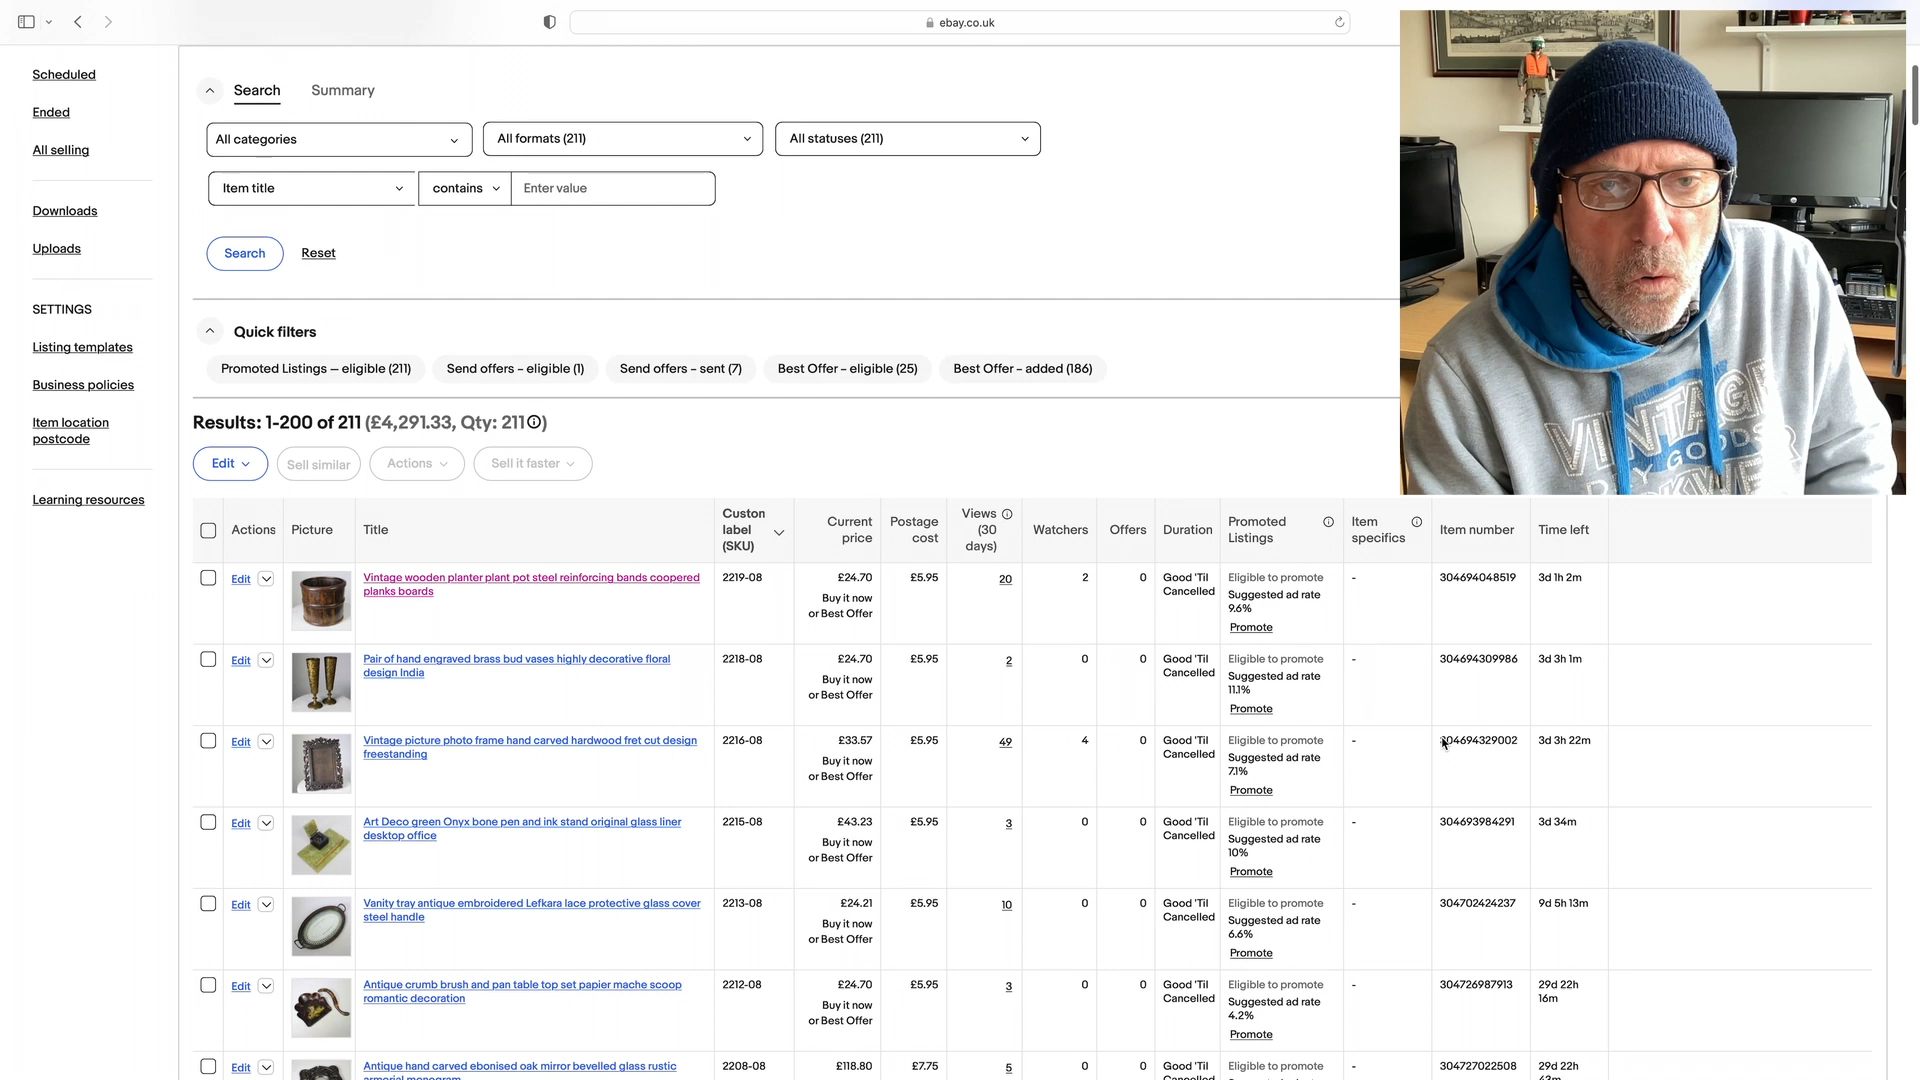 ebay.co.uk
Scheduled
Ended
All selling
Downloads
Uploads
SETTINGS
Listing templates
Business policies
Item location
postcode
Learning resources
Search
Summary
All categories
All formats (211)
All statuses (211)
Item title
contains
Enter value
Search
Reset
Quick filters
Promoted Listings – eligible (211)
Send offers – eligible (1)
Send offers – sent (7)
Best Offer – eligible (25)
Best Offer – added (186)
Results: 1-200 of 211 (£4,291.33, Qty: 211)
Edit
Sell similar
Actions
Sell it faster
Actions
Picture
Title
Custom
label
(SKU)
Current
price
Postage
cost
Views
(30
days)
Watchers
Offers
Duration
Promoted
Listings
Item
specifics
Item number
Time left
Edit
Vintage wooden planter plant pot steel reinforcing bands coopered
planks boards
2219-08
£24.70
Buy it now
or Best Offer
£5.95
20
2
0
Good 'Til
Cancelled
Eligible to promote
Suggested ad rate
9.6%
Promote
-
304694048519
3d 1h 2m
Edit
Pair of hand engraved brass bud vases highly decorative floral
design India
2218-08
£24.70
Buy it now
or Best Offer
£5.95
2
0
0
Good 'Til
Cancelled
Eligible to promote
Suggested ad rate
11.1%
Promote
-
304694309986
3d 3h 1m
Edit
Vintage picture photo frame hand carved hardwood fret cut design
freestanding
2216-08
£33.57
Buy it now
or Best Offer
£5.95
49
4
0
Good 'Til
Cancelled
Eligible to promote
Suggested ad rate
7.1%
Promote
-
304694329002
3d 3h 22m
Edit
Art Deco green Onyx bone pen and ink stand original glass liner
desktop office
2215-08
£43.23
Buy it now
or Best Offer
£5.95
3
0
0
Good 'Til
Cancelled
Eligible to promote
Suggested ad rate
10%
Promote
-
304693984291
3d 34m
Edit
Vanity tray antique embroidered Lefkara lace protective glass cover
steel handle
2213-08
£24.21
Buy it now
or Best Offer
£5.95
10
0
0
Good 'Til
Cancelled
Eligible to promote
Suggested ad rate
6.6%
Promote
-
304702424237
9d 5h 13m
Edit
Antique crumb brush and pan table top set papier mache scoop
romantic decoration
2212-08
£24.70
Buy it now
or Best Offer
£5.95
3
0
0
Good 'Til
Cancelled
Eligible to promote
Suggested ad rate
4.2%
Promote
-
304726987913
29d 22h
16m
Edit
Antique hand carved ebonised oak mirror bevelled glass rustic
armorial monogram
2208-08
£118.80
£7.75
5
0
0
Good 'Til
Cancelled
Eligible to promote
-
304727022508
29d 22h
VINTAGE
DRY GOODS